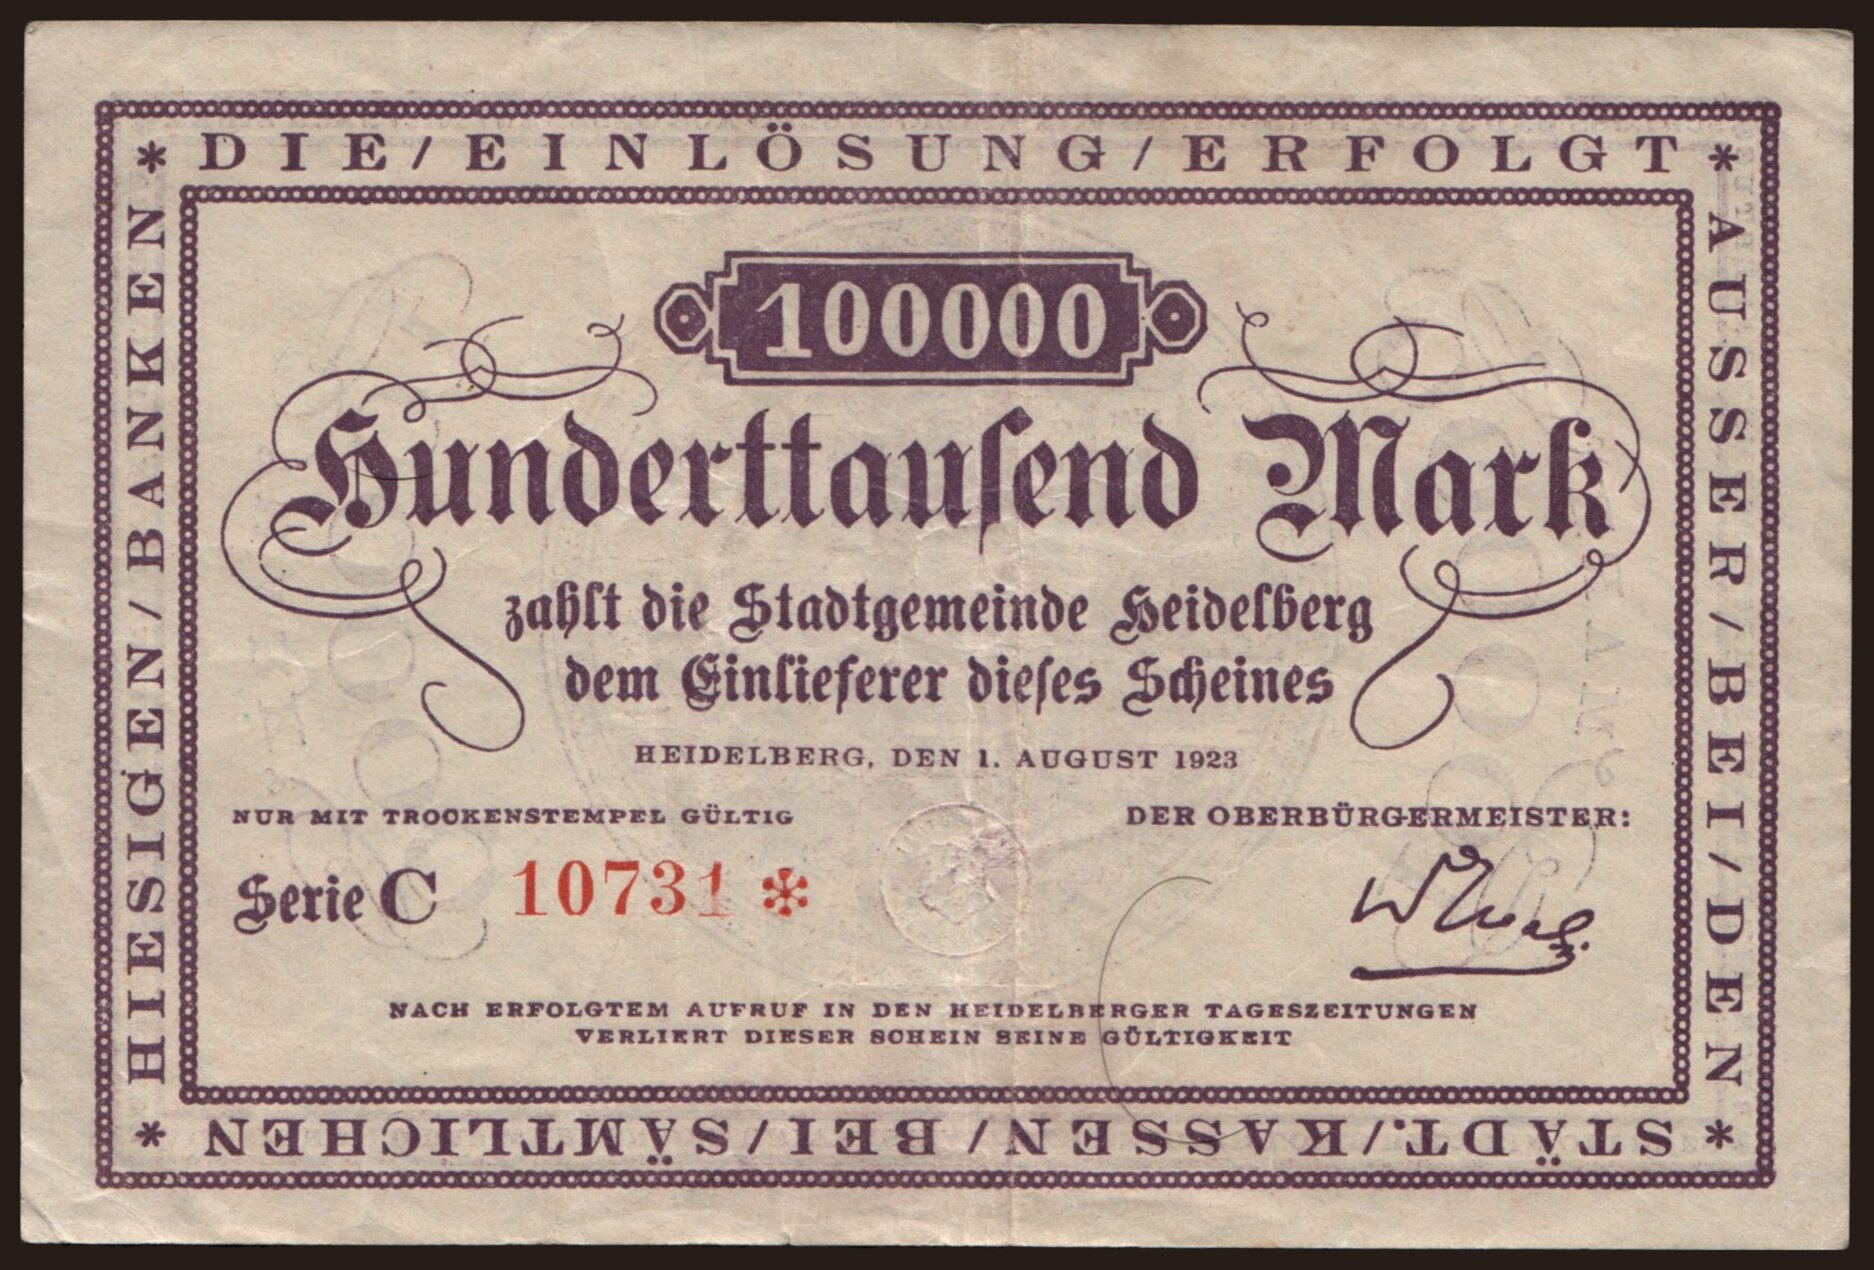 * DIE / EINLÖSUNG / ERFOLGT *
AUSSER / BEI / DEN
* STÄDT. / KASSEN / BEI / SÄMTLICHEN *
HIESIGEN / BANKEN
100000
Hunderttausend Mark
zahlt die Stadtgemeinde Heidelberg
dem Einlieferer dieses Scheines
HEIDELBERG, DEN 1. AUGUST 1923
NUR MIT TROCKENSTEMPEL GÜLTIG
DER OBERBÜRGERMEISTER:
Serie C 10731 *
NACH ERFOLGTEM AUFRUF IN DEN HEIDELBERGER TAGESZEITUNGEN
VERLIERT DIESER SCHEIN SEINE GÜLTIGKEIT